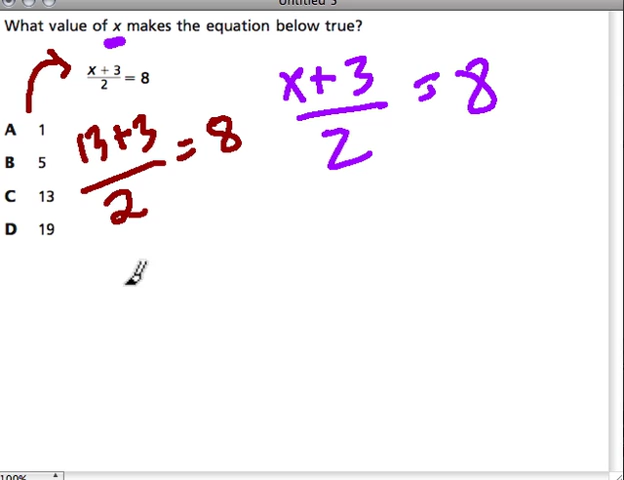 Untitled 3
What value of x makes the equation below true?
x + 3
2 = 8
A 1
B 5
C 13
D 19
13+3
2 = 8
x+3
2 = 8
100%